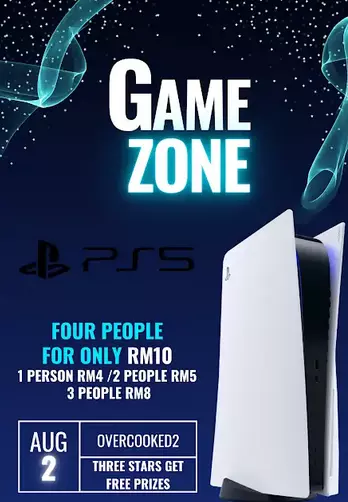 GAME
ZONE
PS5
FOUR PEOPLE
FOR ONLY RM10
1 PERSON RM4 /2 PEOPLE RM5
3 PEOPLE RM8
AUG
2
OVERCOOKED2
THREE STARS GET
FREE PRIZES